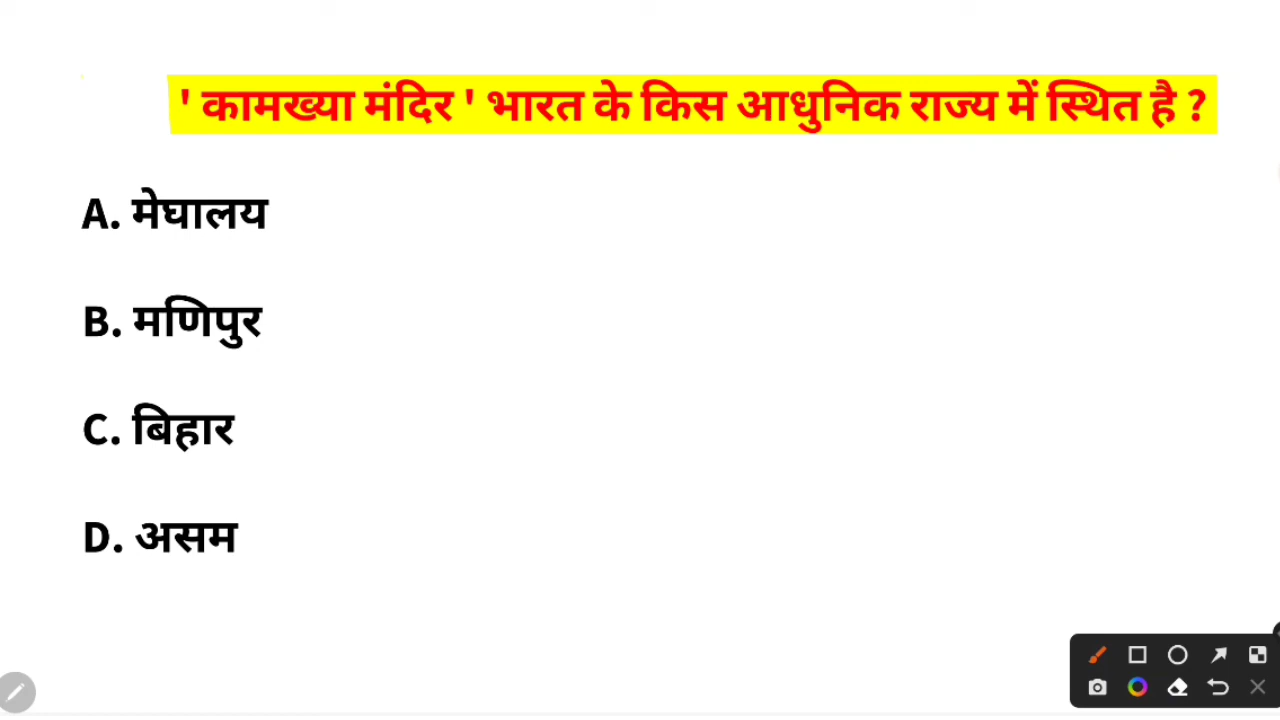 ' कामख्या मंदिर ' भारत के किस आधुनिक राज्य में स्थित है ?
A. मेघालय
B. मणिपुर
C. बिहार
D. असम